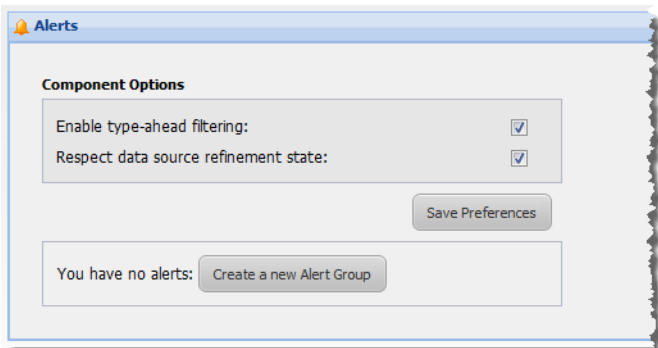 Alerts
Component Options
Enable type-ahead filtering:
Respect data source refinement state:
Save Preferences
You have no alerts: Create a new Alert Group